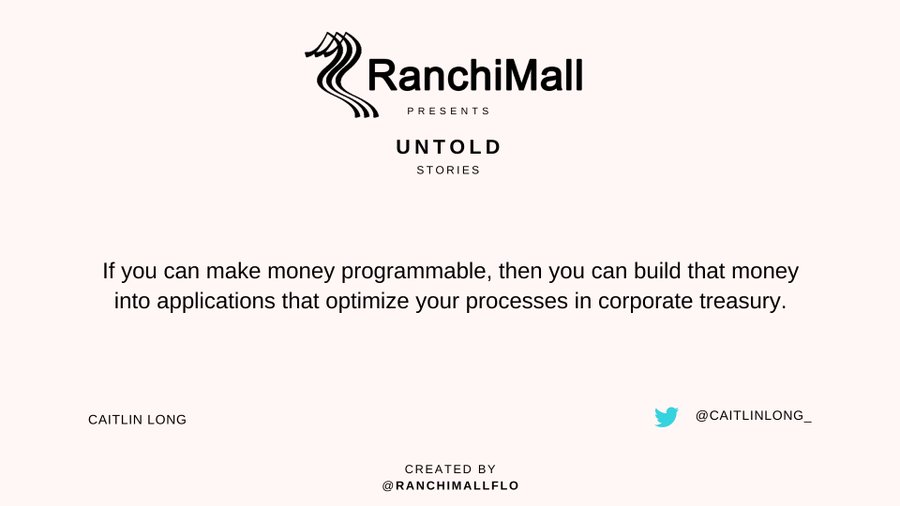 RanchiMall
PRESENTS
UNTOLD
STORIES
If you can make money programmable, then you can build that money
into applications that optimize your processes in corporate treasury.
CAITLIN LONG
@CAITLINLONG_
CREATED BY
@RANCHIMALLFLO